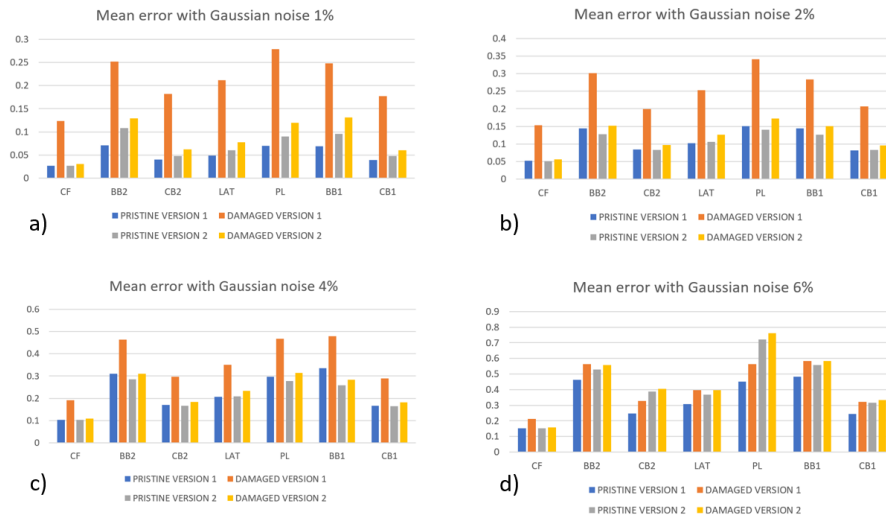 Mean error with Gaussian noise 1%
0.3
0.25
0.2
0.15
0.1
0.05
0
CF BB2 CB2 LAT PL BB1 CB1
PRISTINE VERSION 1 DAMAGED VERSION 1
PRISTINE VERSION 2 DAMAGED VERSION 2
a)
Mean error with Gaussian noise 2%
0.4
0.35
0.3
0.25
0.2
0.15
0.1
0.05
0
CF BB2 CB2 LAT PL BB1 CB1
PRISTINE VERSION 1 DAMAGED VERSION 1
PRISTINE VERSION 2 DAMAGED VERSION 2
b)
Mean error with Gaussian noise 4%
0.6
0.5
0.4
0.3
0.2
0.1
0
CF BB2 CB2 LAT PL BB1 CB1
PRISTINE VERSION 1 DAMAGED VERSION 1
PRISTINE VERSION 2 DAMAGED VERSION 2
c)
Mean error with Gaussian noise 6%
0.9
0.8
0.7
0.6
0.5
0.4
0.3
0.2
0.1
0
CF BB2 CB2 LAT PL BB1 CB1
PRISTINE VERSION 1 DAMAGED VERSION 1
PRISTINE VERSION 2 DAMAGED VERSION 2
d)